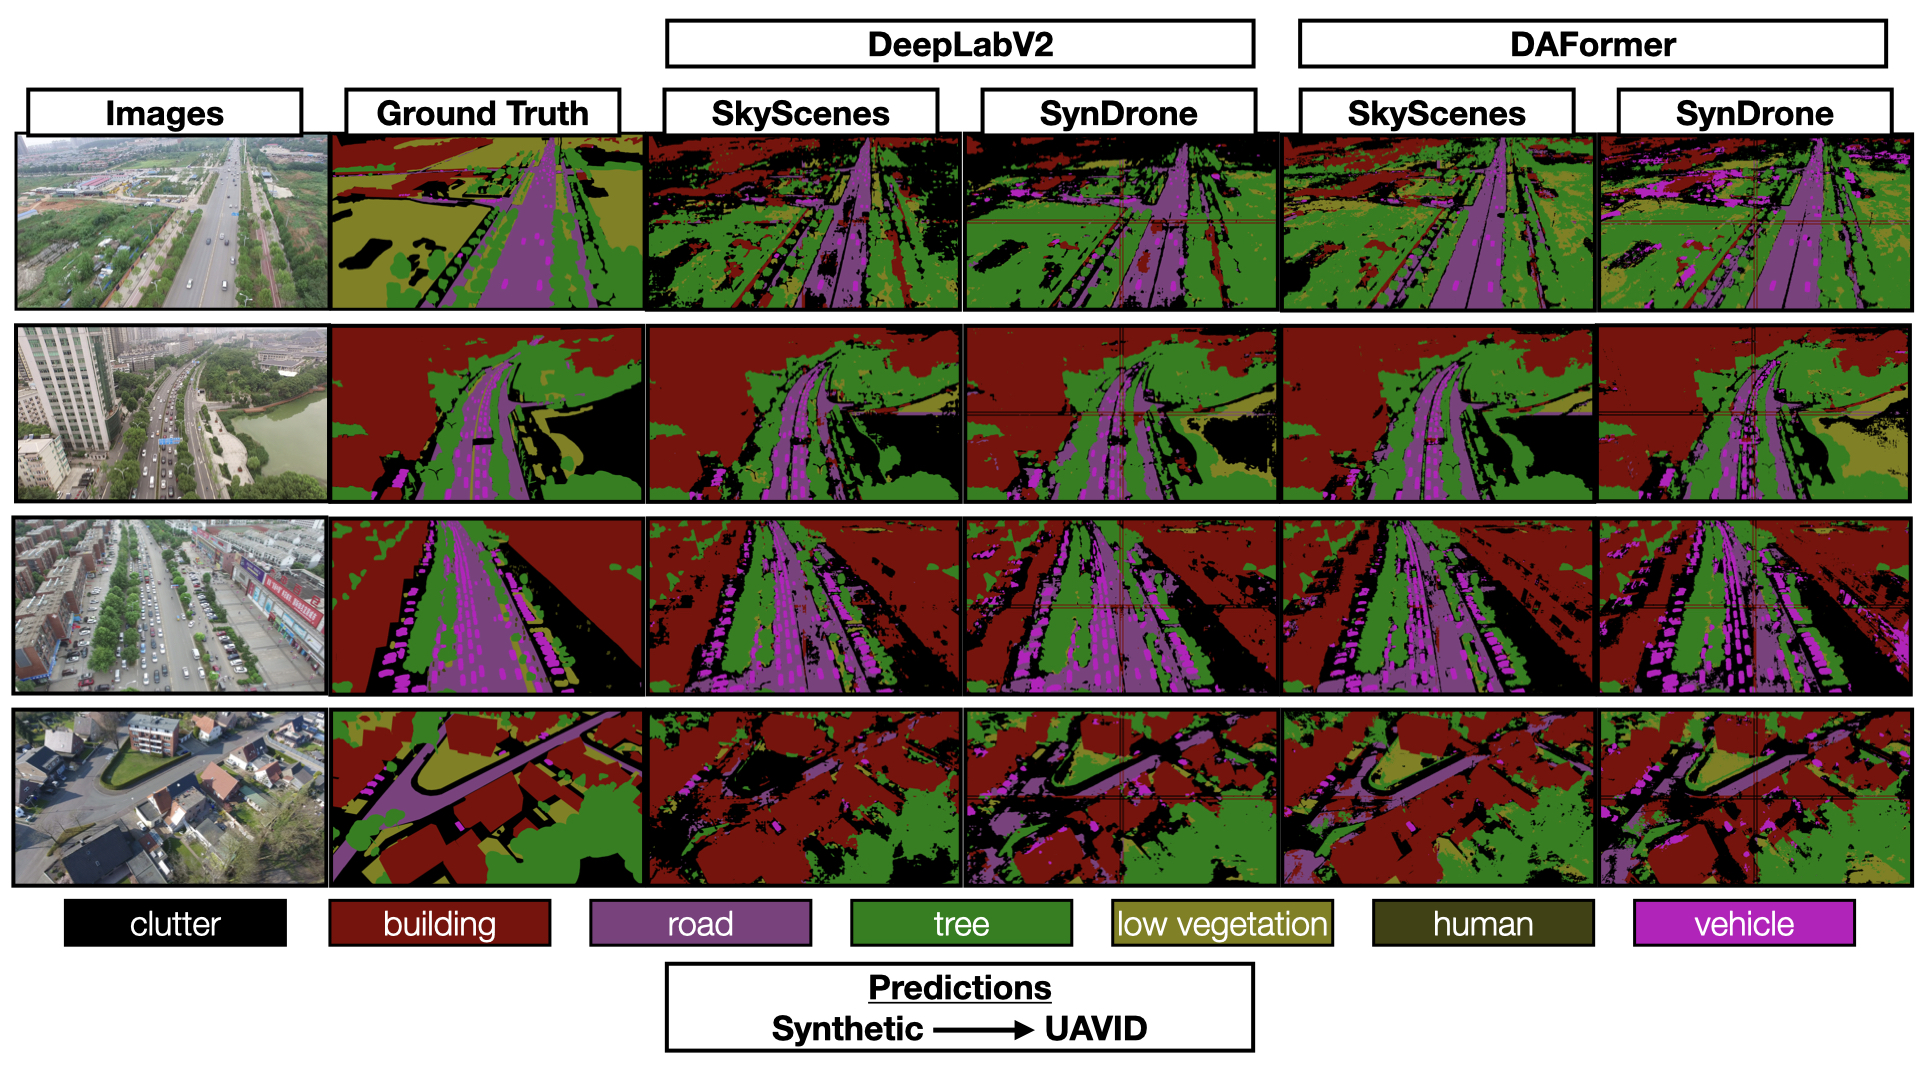 DeepLabV2
DAFormer
Images
Ground Truth
SkyScenes
SynDrone
SkyScenes
SynDrone
clutter
building
road
tree
low vegetation
human
vehicle
Predictions
Synthetic → UAVID